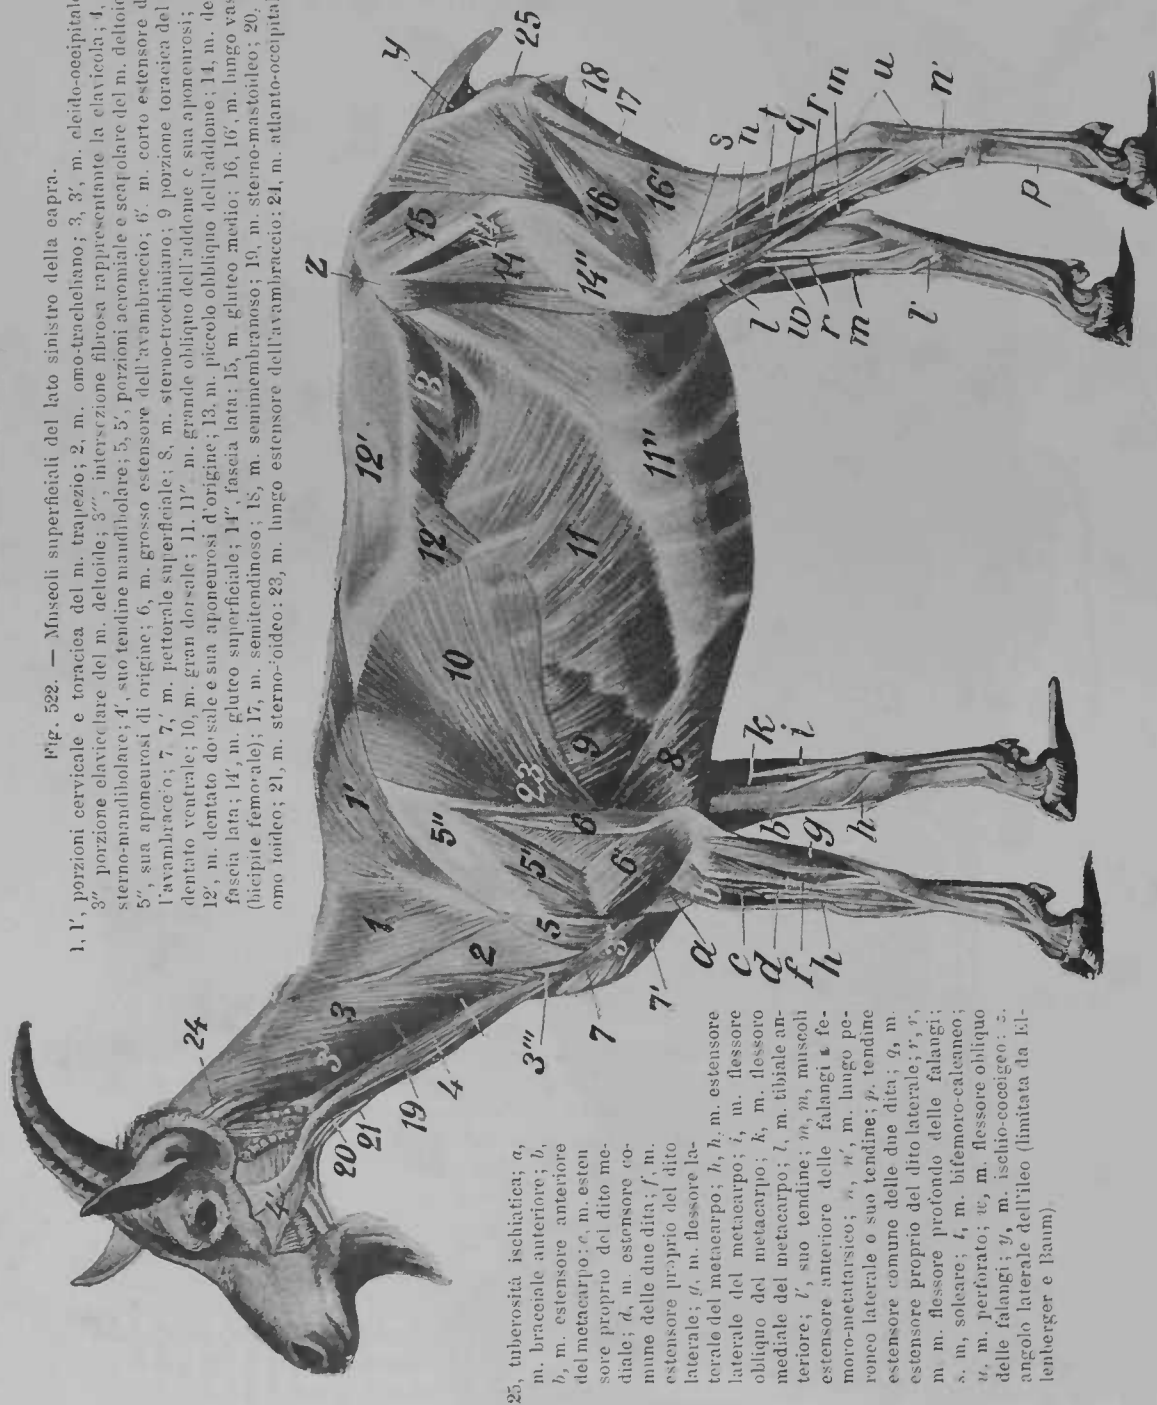 Fig. 522. — Muscoli superficiali del lato sinistro della capra.
1, 1', porzioni cervicale e toracica del m. trapezio; 2, m. omo-tracheliano; 3, 3', m. cleido-occipitale
3'' porzione clavicolare del m. deltoide; 3''', intersezione fibrosa rappresentante la clavicola; 4,
sterno-mandibolare; 4', suo tendine mandibolare; 5, 5', porzioni acromiale e scapolare del m. deltoide
5'', sua aponeurosi di origine; 6, m. grosso estensore dell'avambraccio; 6' m. corto estensore d
l'avambraccio; 7, 7,' m. pettorale superficiale; 8, m. sterno-trochiniano; 9 porzione toracica del
dentato ventrale; 10, m. gran dorsale; 11, 11'' m. grande obliquo dell'addome e sua aponeurosi;
12', m. dentato dorsale e sua aponeurosi d'origine; 13, m. piccolo obbliquo dell'addome; 14, m. de
fascia lata; 14', m. gluteo superficiale; 14'', fascia lata; 15, m. gluteo medio; 16, 16', m. lungo vas
(bicipite femorale); 17, m. semitendinoso; 18, m. semimembranoso; 19, m. sterno-mastoideo; 20,
omo ioideo; 21, m. sterno-ioideo; 23, m. lungo estensore dell'avambraccio; 24, m. atlanto-occipital
25, tuberosità ischiatica; a,
m. bracciale anteriore; b,
b, m. estensore anteriore
del metacarpo; c, m. esten
sore proprio del dito me-
diale; d, m. estensore co-
mune delle due dita; f, m.
estensore proprio del dito
laterale; g, m. flessore la-
terale del metacarpo; h, h, m. estensore
laterale del metacarpo; i, m. flessore
obliquo del metacarpo; k, m. flessoro
mediale del metacarpo; l, m. tibiale an-
teriore; l', suo tendine; m, m, muscoli
estensore anteriore delle falangi e fe-
moro-metatarsico; n, n', m. lungo pe-
roneo laterale o suo tendine; p, tendine
estensore comune delle due dita; q, m.
estensore proprio del dito laterale; r, r,
m m. flessore profondo delle falangi;
s, m, soleare; t, m. bifemoro-calcaneo;
u, m. perforato; w, m. flessore obliquo
delle falangi; y, m. ischio-coccigeo; z.
angolo laterale dell'ileo (limitata da El-
lenberger e Baum).
24
3'
3
4'
20
21
19
4
3'''
1
2
1'
5''
5'
5
3''
7
7'
6
6'
23
9
8
10
11
11''
12
12'
13
z
15
14'
14
14''
16
16'
y
25
18
17
a
b
c
d
f
h
b
g
h
k
i
s
n
l
t
q
r
m
u
n'
p
l
w
r
m
l'